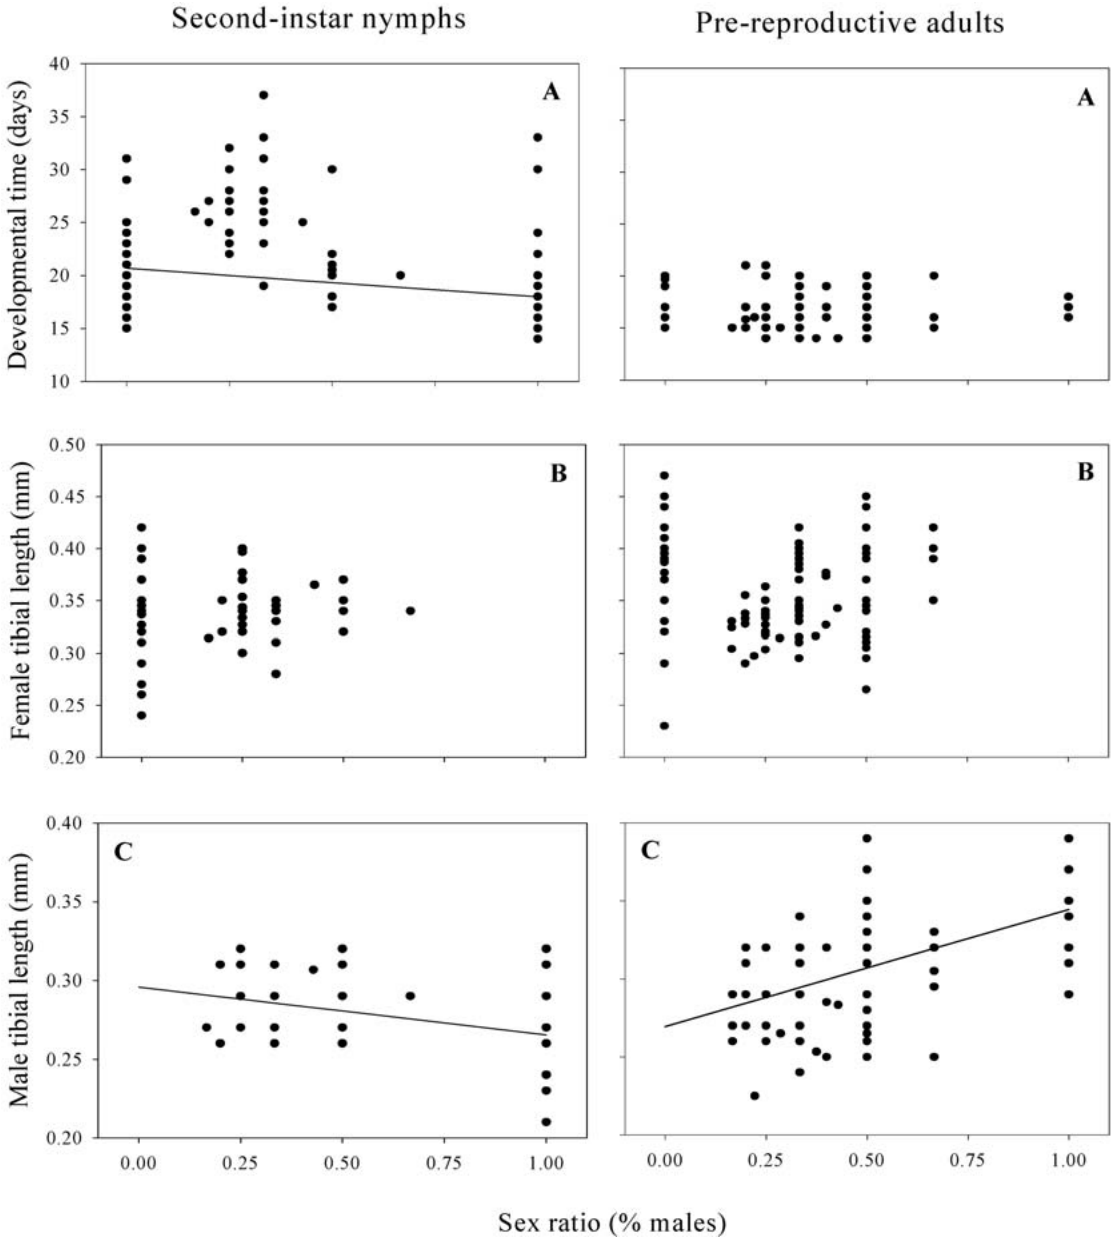 Second-instar nymphs
Pre-reproductive adults
Developmental time (days)
40
35
30
25
20
15
10
A
A
Female tibial length (mm)
0.50
0.45
0.40
0.35
0.30
0.25
0.20
B
B
Male tibial length (mm)
0.40
0.35
0.30
0.25
0.20
C
C
0.00 0.25 0.50 0.75 1.00
0.00 0.25 0.50 0.75 1.00
Sex ratio (% males)